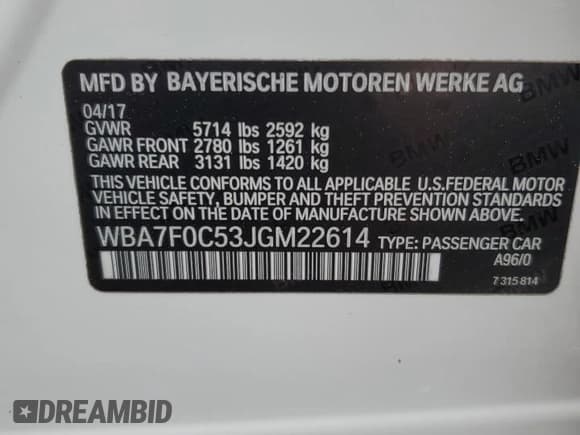 MFD BY BAYERISCHE MOTOREN WERKE AG
04/17
GVWR 5714 lbs 2592 kg
GAWR FRONT 2780 lbs 1261 kg
GAWR REAR 3131 lbs 1420 kg
THIS VEHICLE CONFORMS TO ALL APPLICABLE U.S.FEDERAL MOTOR
VEHICLE SAFETY, BUMPER AND THEFT PREVENTION STANDARDS
IN EFFECT ON THE DATE OF MANUFACTURE SHOWN ABOVE.
WBA7F0C53JGM22614 TYPE: PASSENGER CAR
A96/0
7 315 814
BMW
BMW
BMW
DREAMBID